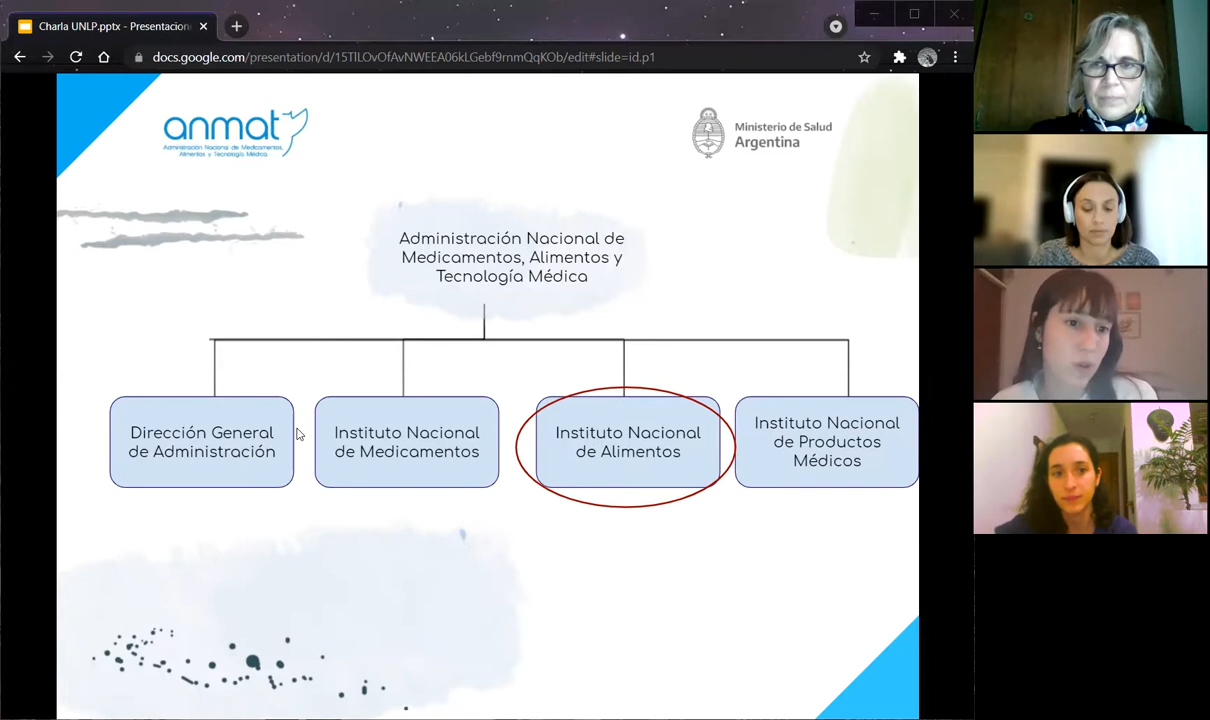 Charla UNLP.pptx - Presentacion
docs.google.com/presentation/d/15TlLOvOfAvNWEEA06kLGebf9rnmQqKOb/edit#slide=id.p1
anmat
Administración Nacional de Medicamentos,
Alimentos y Tecnología Médica.
Ministerio de Salud
Argentina
Administración Nacional de
Medicamentos, Alimentos y
Tecnología Médica
Dirección General
de Administración
Instituto Nacional
de Medicamentos
Instituto Nacional
de Alimentos
Instituto Nacional
de Productos
Médicos